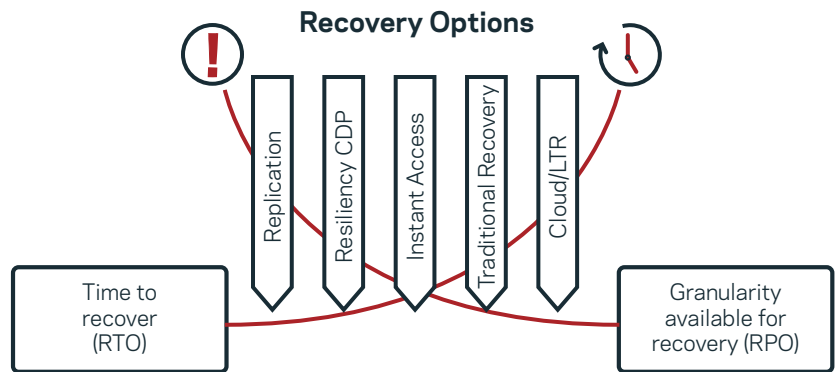 Recovery Options
!
Replication
Resiliency CDP
Instant Access
Traditional Recovery
Cloud/LTR
Time to
recover
(RTO)
Granularity
available for
recovery (RPO)